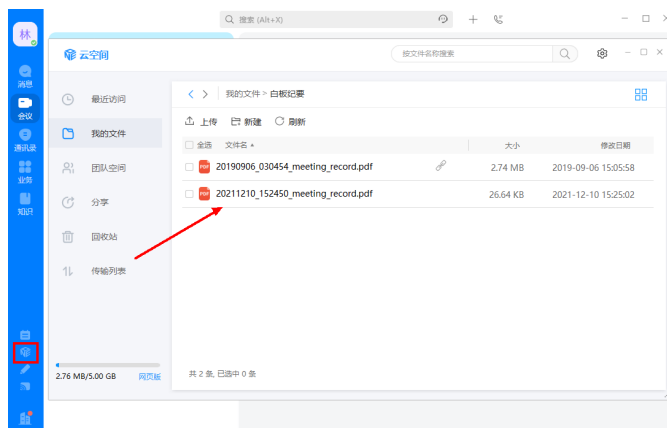 搜索 (Alt+X)
林
消息
会议
通讯录
业务
知识
云空间
按文件名称搜索
最近访问
我的文件
团队空间
分享
回收站
传输列表
2.76 MB/5.00 GB 网页版
我的文件 > 白板纪要
上传 新建 刷新
全选 文件名 大小 修改日期
PDF 20190906_030454_meeting_record.pdf 2.74 MB 2019-09-06 15:05:58
PDF 20211210_152450_meeting_record.pdf 26.64 KB 2021-12-10 15:25:02
共 2 条, 已选中 0 条